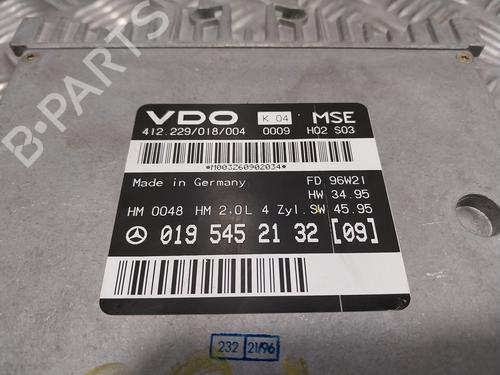 VDO K 04 MSE
412.229/018/004 0009 H02 S03
*M003260902034*
Made in Germany FD 96W21
HW 34.95
HM 0048 HM 2.0L 4 Zyl. SW 45.95
019 545 21 32 [09]
232 21/96
B-PARTS